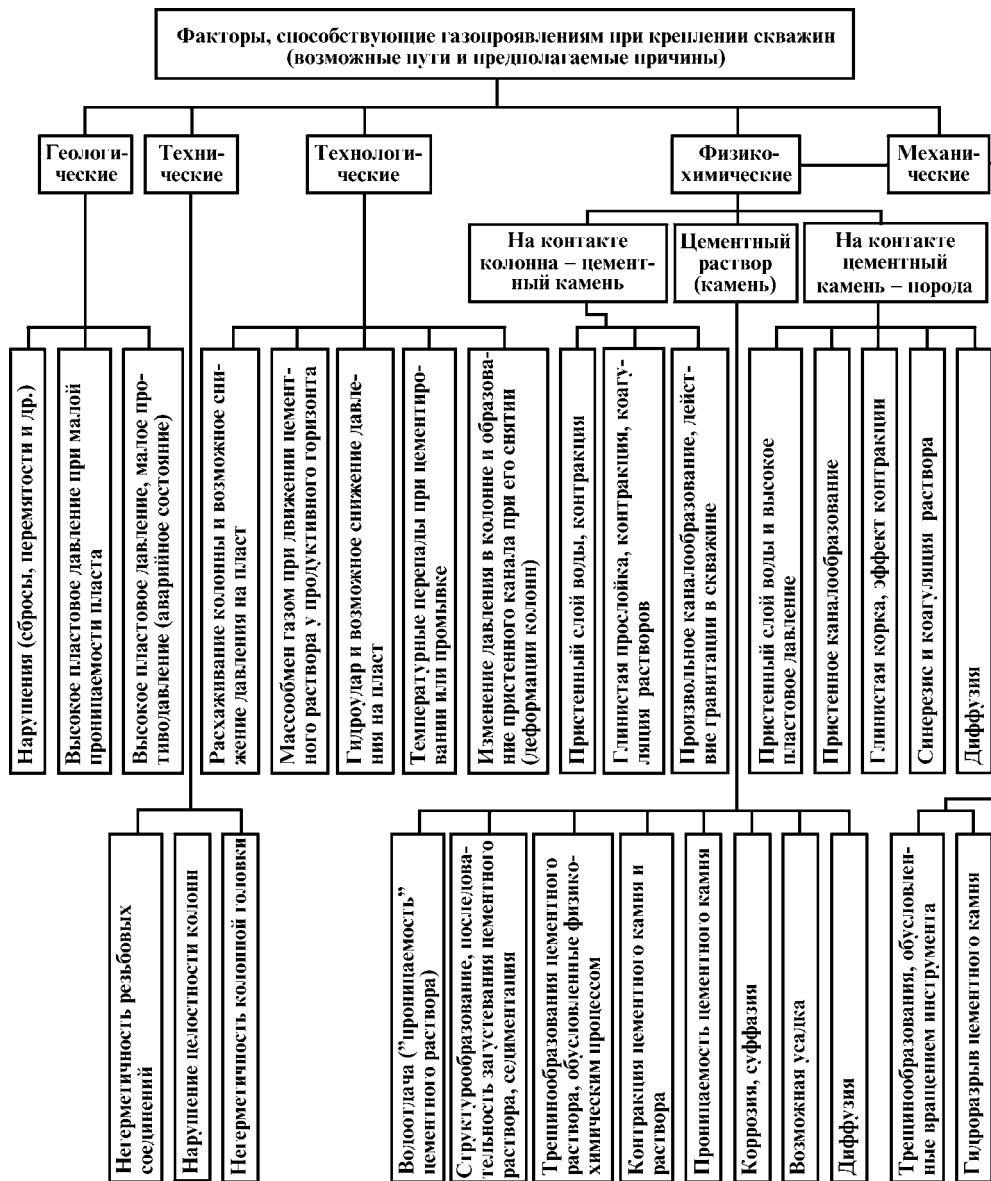 Факторы, способствующие газопроявлениям при креплении скважин
(возможные пути и предполагаемые причины)
Геологи-
ческие
Техни-
ческие
Технологи-
ческие
Физико-
химические
Механи-
ческие
На контакте
колонна – цемент-
ный камень
Цементный
раствор
(камень)
На контакте
цементный
камень – порода
Нарушения (сбросы, перемятости и др.)
Высокое пластовое давление при малой
проницаемости пласта
Высокое пластовое давление, малое про-
тиводавление (аварийное состояние)
Расхаживание колонны и возможное сни-
жение давления на пласт
Массообмен газом при движении цемент-
ного раствора у продуктивного горизонта
Гидроудар и возможное снижение давле-
ния на пласт
Температурные перепады при цементиро-
вании или промывке
Изменение давления в колонне и образова-
ние пристенного канала при его снятии
(деформации колонн)
Пристенный слой воды, контракция
Глинистая прослойка, контракция, коагу-
ляция растворов
Произвольное каналообразование, дейст-
вие гравитации в скважине
Пристенный слой воды и высокое
пластовое давление
Пристенное каналообразование
Глинистая корка, эффект контракции
Синерезис и коагуляция раствора
Диффузия
Негерметичность резьбовых
соединений
Нарушение целостности колонн
Негерметичность колонной головки
Водоотдача (”проницаемость”
цементного раствора)
Структурообразование, последова-
тельность загустевания цементного
раствора, седиментация
Трещинообразования цементного
раствора, обусловленные физико-
химическим процессом
Контракция цементного камня и
раствора
Проницаемость цементного камня
Коррозия, суффазия
Возможная усадка
Диффузия
Трещинообразования, обусловлен-
ные вращением инструмента
Гидроразрыв цементного камня